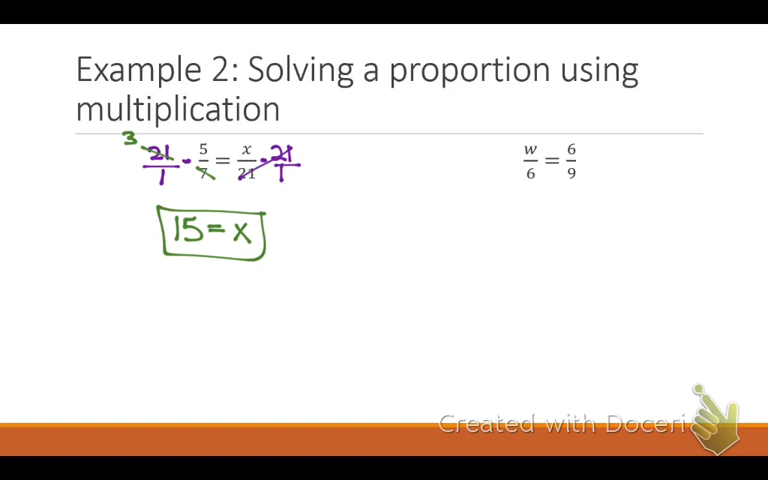 Example 2: Solving a proportion using
multiplication
3
21/1 · 5/7 = x/21 · 21/1
15 = x
w/6 = 6/9
Created with Doceri